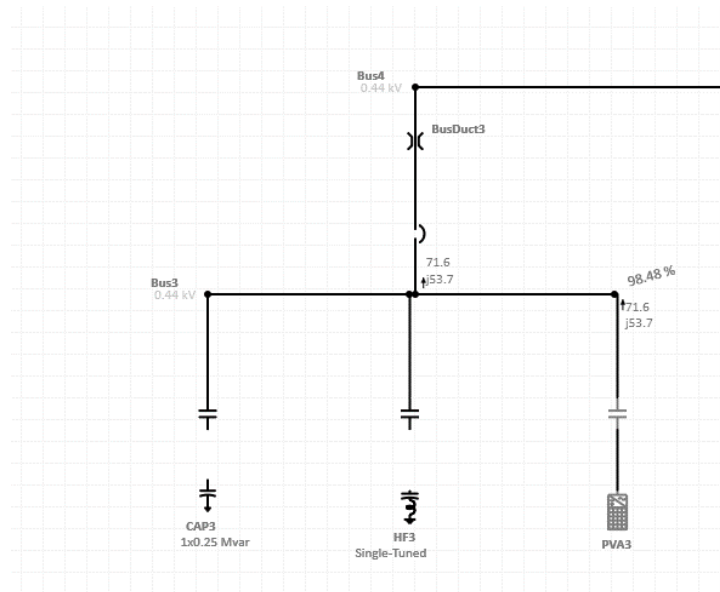 Bus4
0.44 kV
BusDuct3
71.6
j53.7
98.48 %
Bus3
0.44 kV
71.6
j53.7
CAP3
1x0.25 Mvar
HF3
Single-Tuned
PVA3